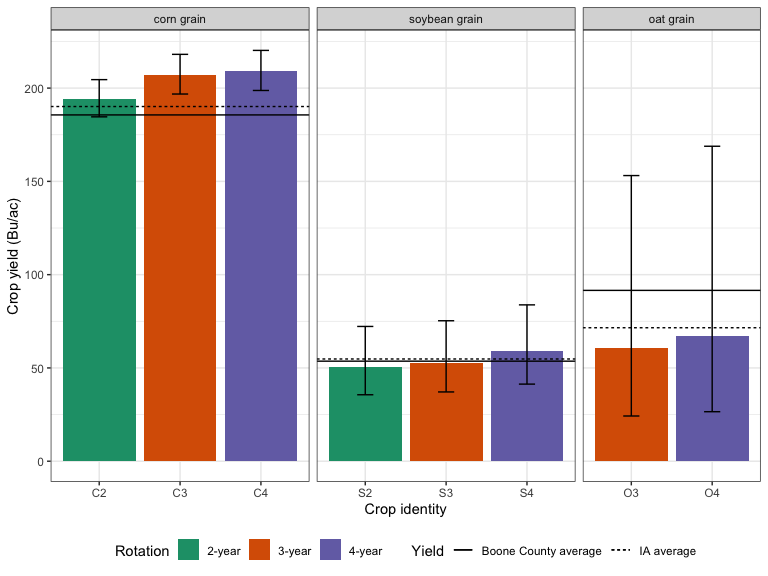 corn grain soybean grain oat grain
Crop yield (Bu/ac)
200
150
100
50
0
C2 C3 C4 S2 S3 S4 O3 O4
Crop identity
Rotation 2-year 3-year 4-year Yield Boone County average IA average